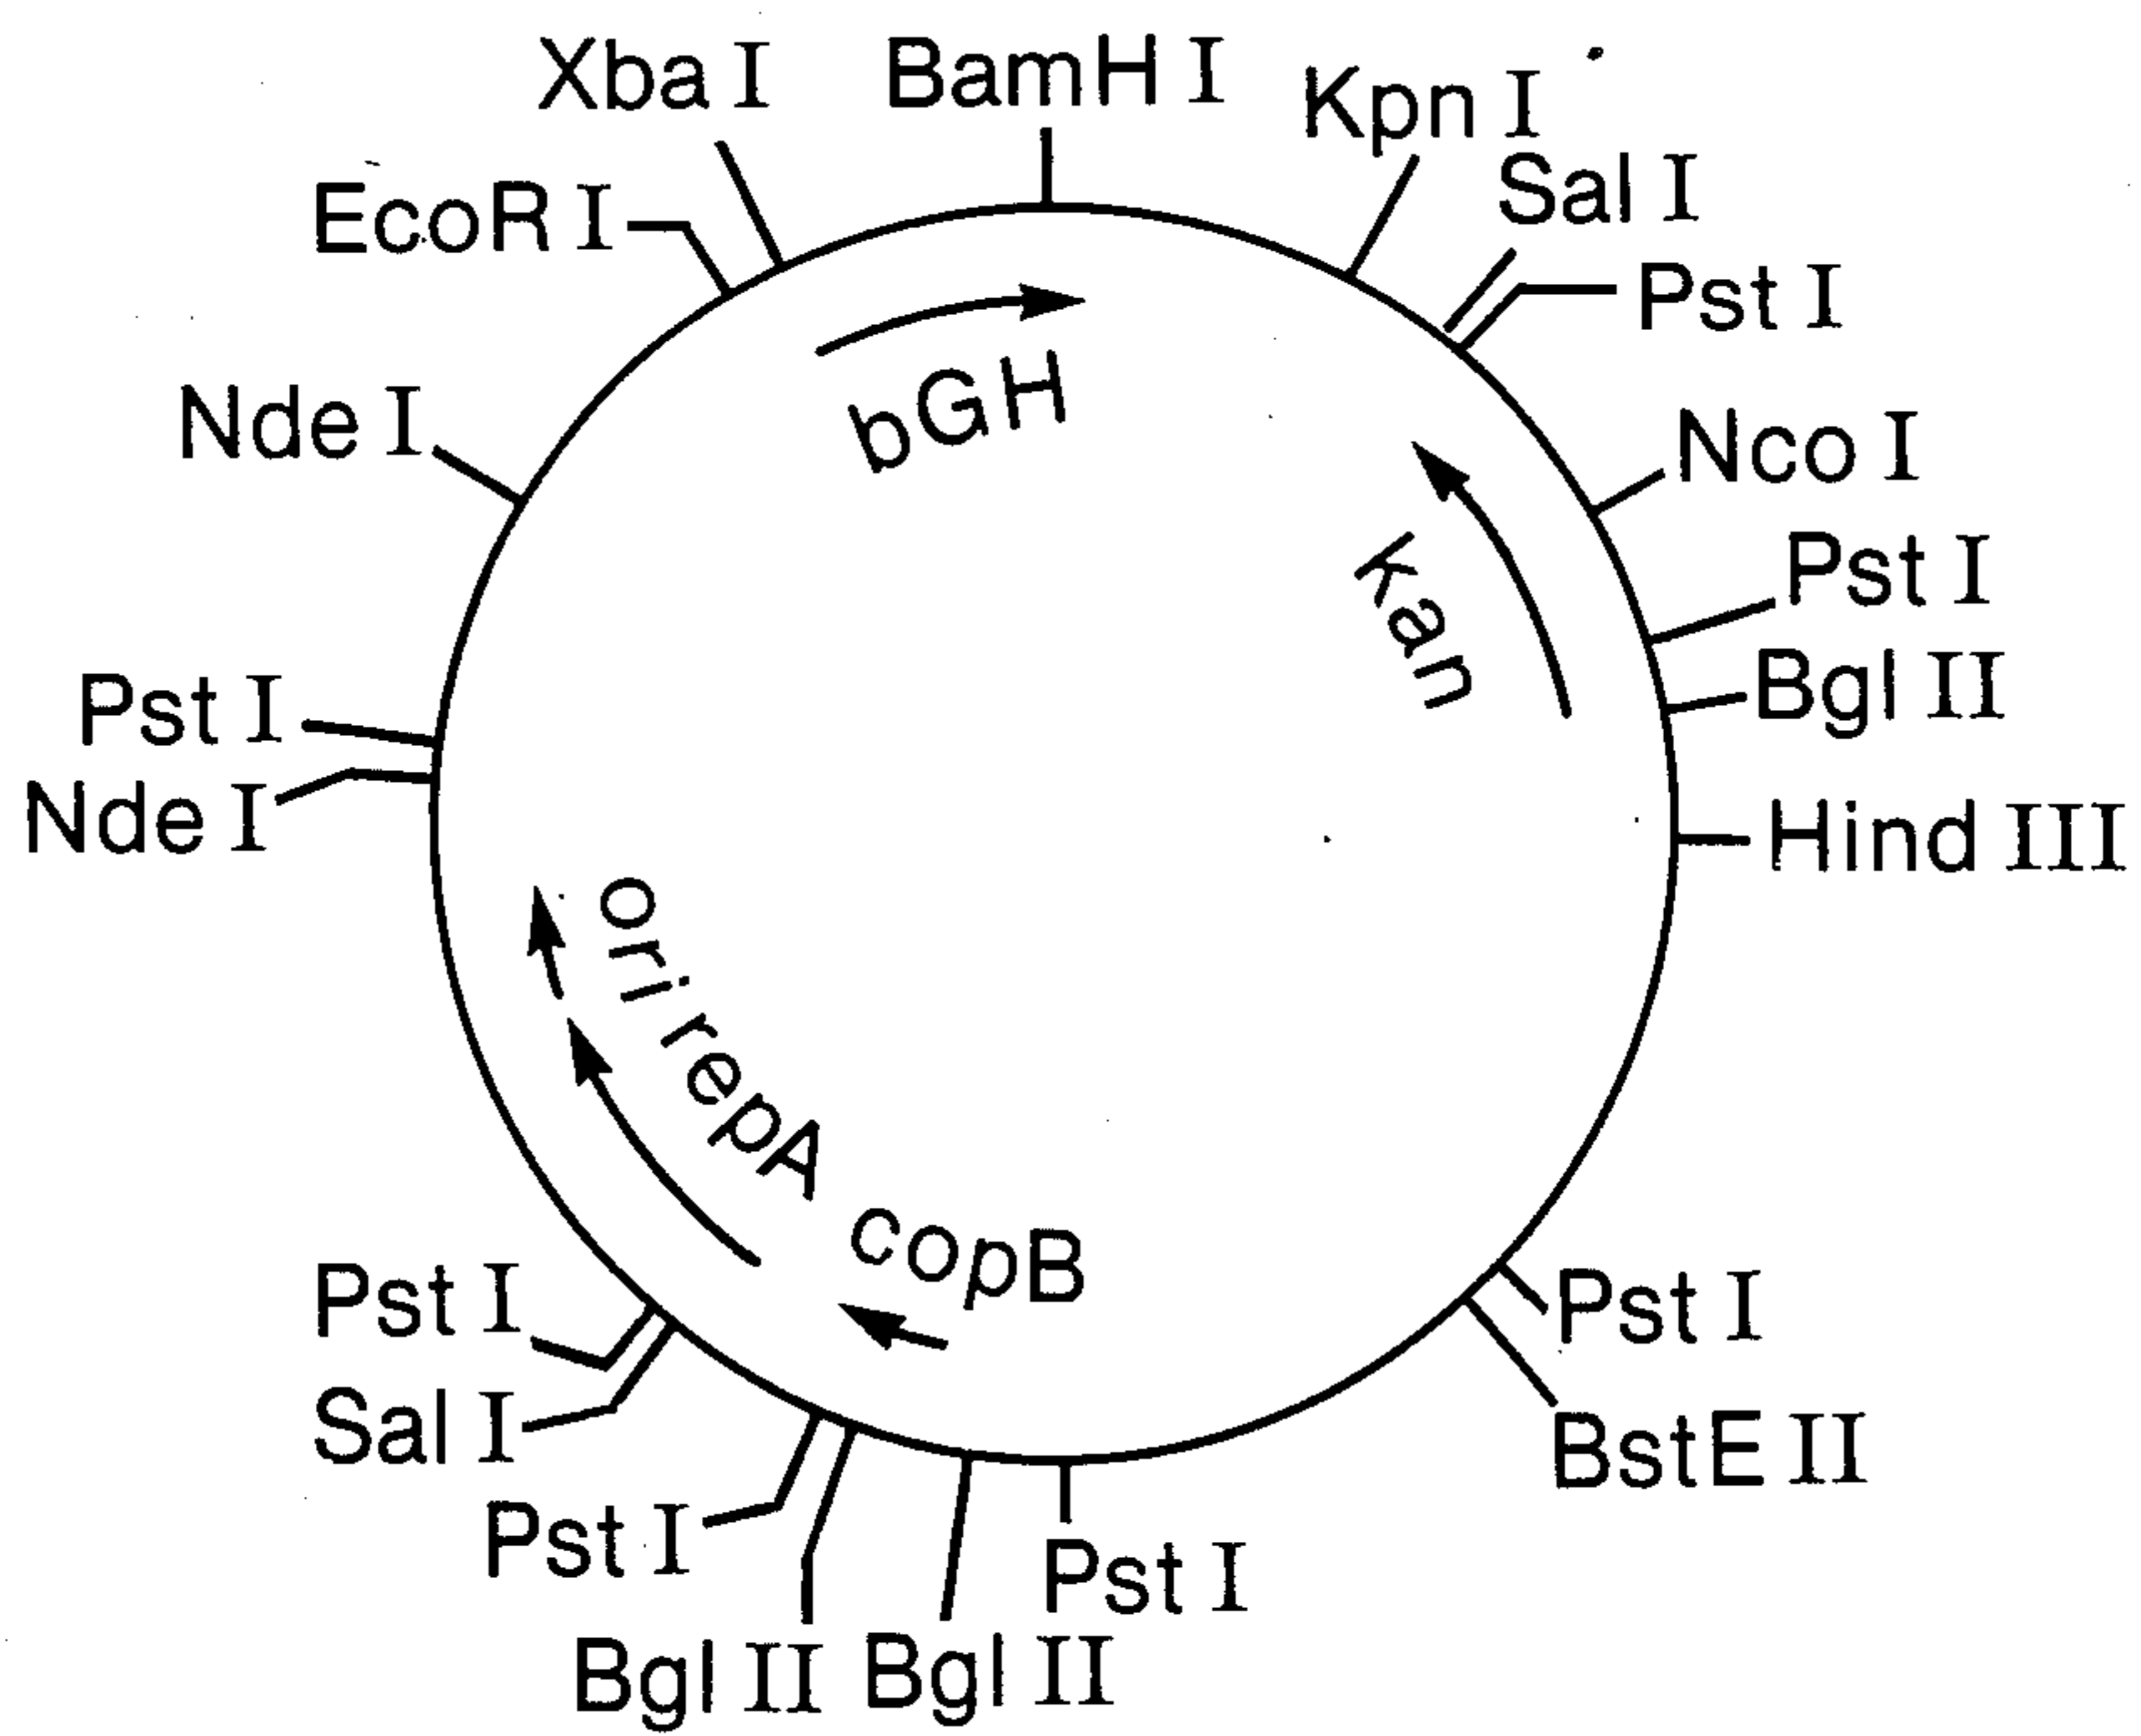 Xba I
BamH I
Kpn I
EcoR I
Sal I
Pst I
bGH
Nde I
Nco I
kan
Pst I
Bgl II
Pst I
Nde I
Hind III
ori repA copB
Pst I
Pst I
Sal I
BstE II
Pst I
Pst I
Bgl II
Bgl II